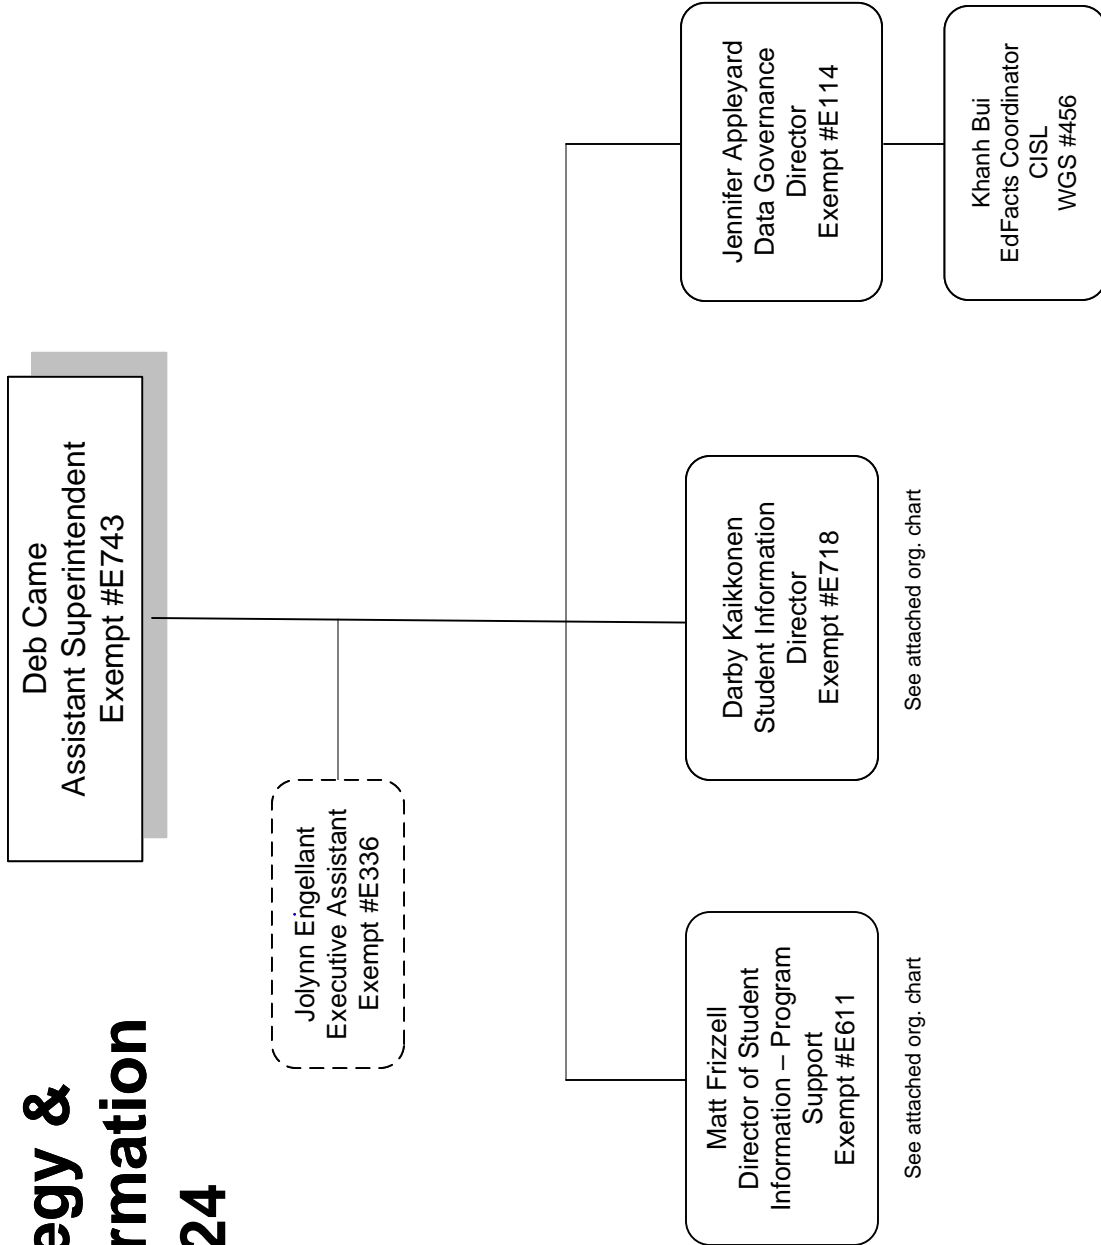 egy &
rmation
24
Deb Came
Assistant Superintendent
Exempt #E743
Jolynn Engellant
Executive Assistant
Exempt #E336
Matt Frizzell
Director of Student
Information – Program
Support
Exempt #E611
See attached org. chart
Darby Kaikkonen
Student Information
Director
Exempt #E718
See attached org. chart
Jennifer Appleyard
Data Governance
Director
Exempt #E114
Khanh Bui
EdFacts Coordinator
CISL
WGS #456